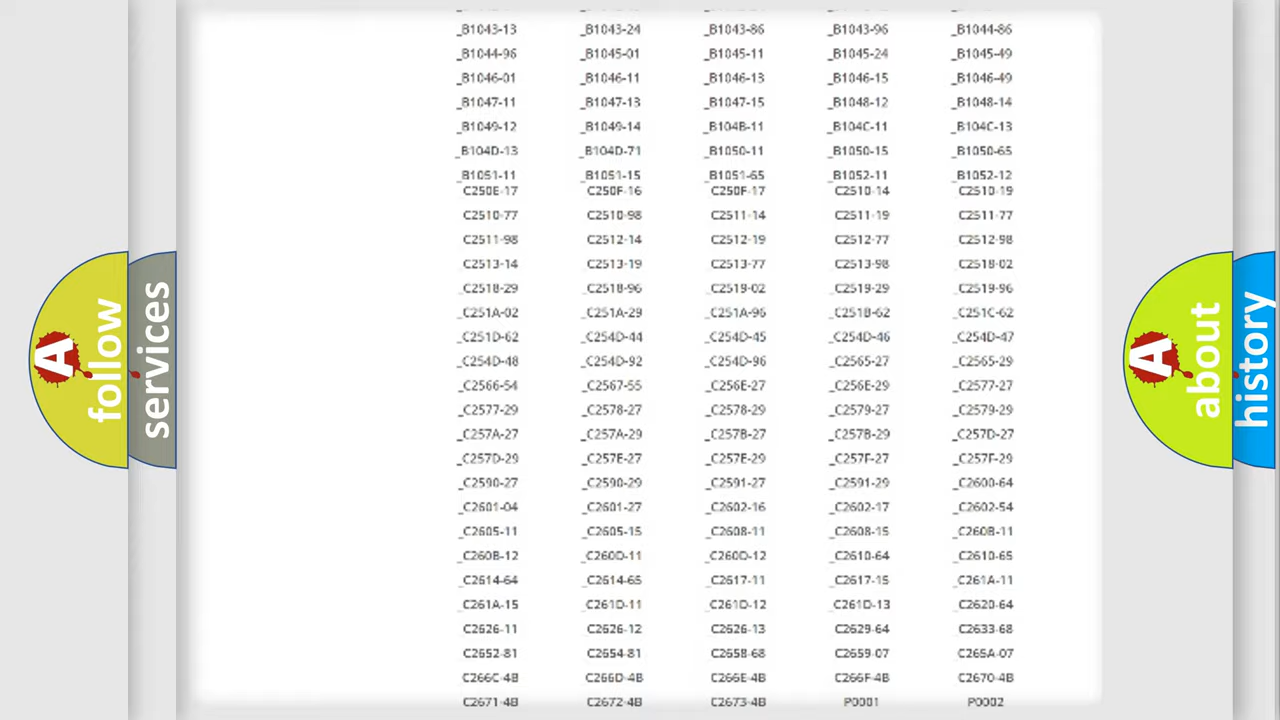 _B1043-13 _B1043-24 _B1043-86 _B1043-96 _B1044-86
_B1044-96 _B1045-01 _B1045-11 _B1045-24 _B1045-49
_B1046-01 _B1046-11 _B1046-13 _B1046-15 _B1046-49
_B1047-11 _B1047-13 _B1047-15 _B1048-12 _B1048-14
_B1049-12 _B1049-14 _B104B-11 _B104C-11 _B104C-13
_B104D-13 _B104D-71 _B1050-11 _B1050-15 _B1050-65
_B1051-11 _B1051-15 _B1051-65 _B1052-11 _B1052-12
C250E-17 C250F-16 C250F-17 C2510-14 C2510-19
C2510-77 C2510-98 C2511-14 C2511-19 C2511-77
C2511-98 C2512-14 C2512-19 C2512-77 C2512-98
_C2513-14 _C2513-19 _C2513-77 _C2513-98 _C2518-02
_C2518-29 _C2518-96 _C2519-02 _C2519-29 _C2519-96
_C251A-02 _C251A-29 _C251A-96 _C251B-62 _C251C-62
_C251D-62 _C254D-44 _C254D-45 _C254D-46 _C254D-47
_C254D-48 _C254D-92 _C254D-96 _C2565-27 _C2565-29
_C2566-54 _C2567-55 _C256E-27 _C256E-29 _C2577-27
_C2577-29 _C2578-27 _C2578-29 _C2579-27 _C2579-29
_C257A-27 _C257A-29 _C257B-27 _C257B-29 _C257D-27
_C257D-29 _C257E-27 _C257E-29 _C257F-27 _C257F-29
_C2590-27 _C2590-29 _C2591-27 _C2591-29 _C2600-64
_C2601-04 _C2601-27 _C2602-16 _C2602-17 _C2602-54
_C2605-11 _C2605-15 _C2608-11 _C2608-15 _C260B-11
_C260B-12 _C260D-11 _C260D-12 _C2610-64 _C2610-65
_C2614-64 _C2614-65 _C2617-11 _C2617-15 _C261A-11
_C261A-15 _C261D-11 _C261D-12 _C261D-13 _C2620-64
C2626-11 C2626-12 C2626-13 C2629-64 C2633-68
C2652-81 C2654-81 C2658-68 C2659-07 C265A-07
C266C-4B C266D-4B C266E-4B C266F-4B C2670-4B
C2671-4B C2672-4B C2673-4B P0001 P0002
A follow
services
A about
history